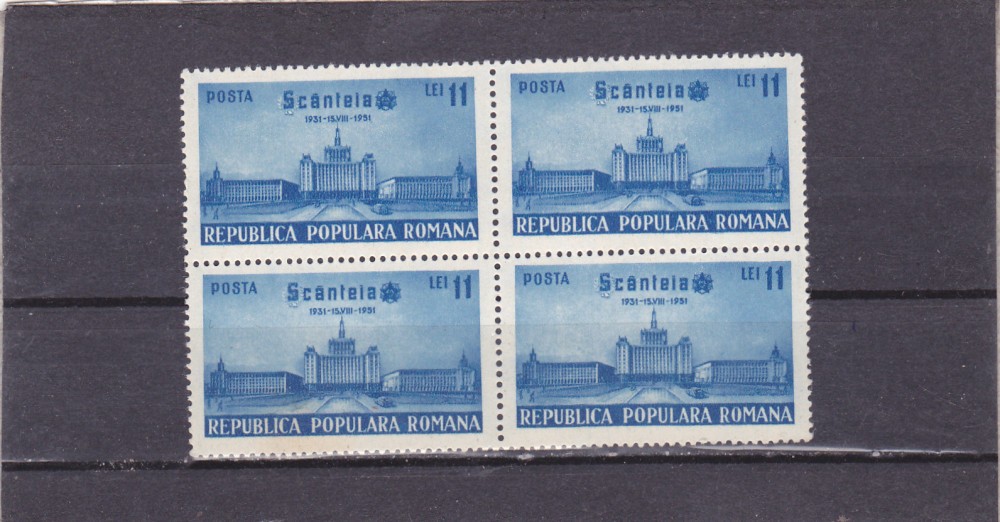 POSTA Scânteia LEI 11
1931-15.VIII-1951
REPUBLICA POPULARA ROMANA
POSTA Scânteia LEI 11
1931-15.VIII-1951
REPUBLICA POPULARA ROMANA
POSTA Scânteia LEI 11
1931-15.VIII-1951
REPUBLICA POPULARA ROMANA
POSTA Scânteia LEI 11
1931-15.VIII-1951
REPUBLICA POPULARA ROMANA